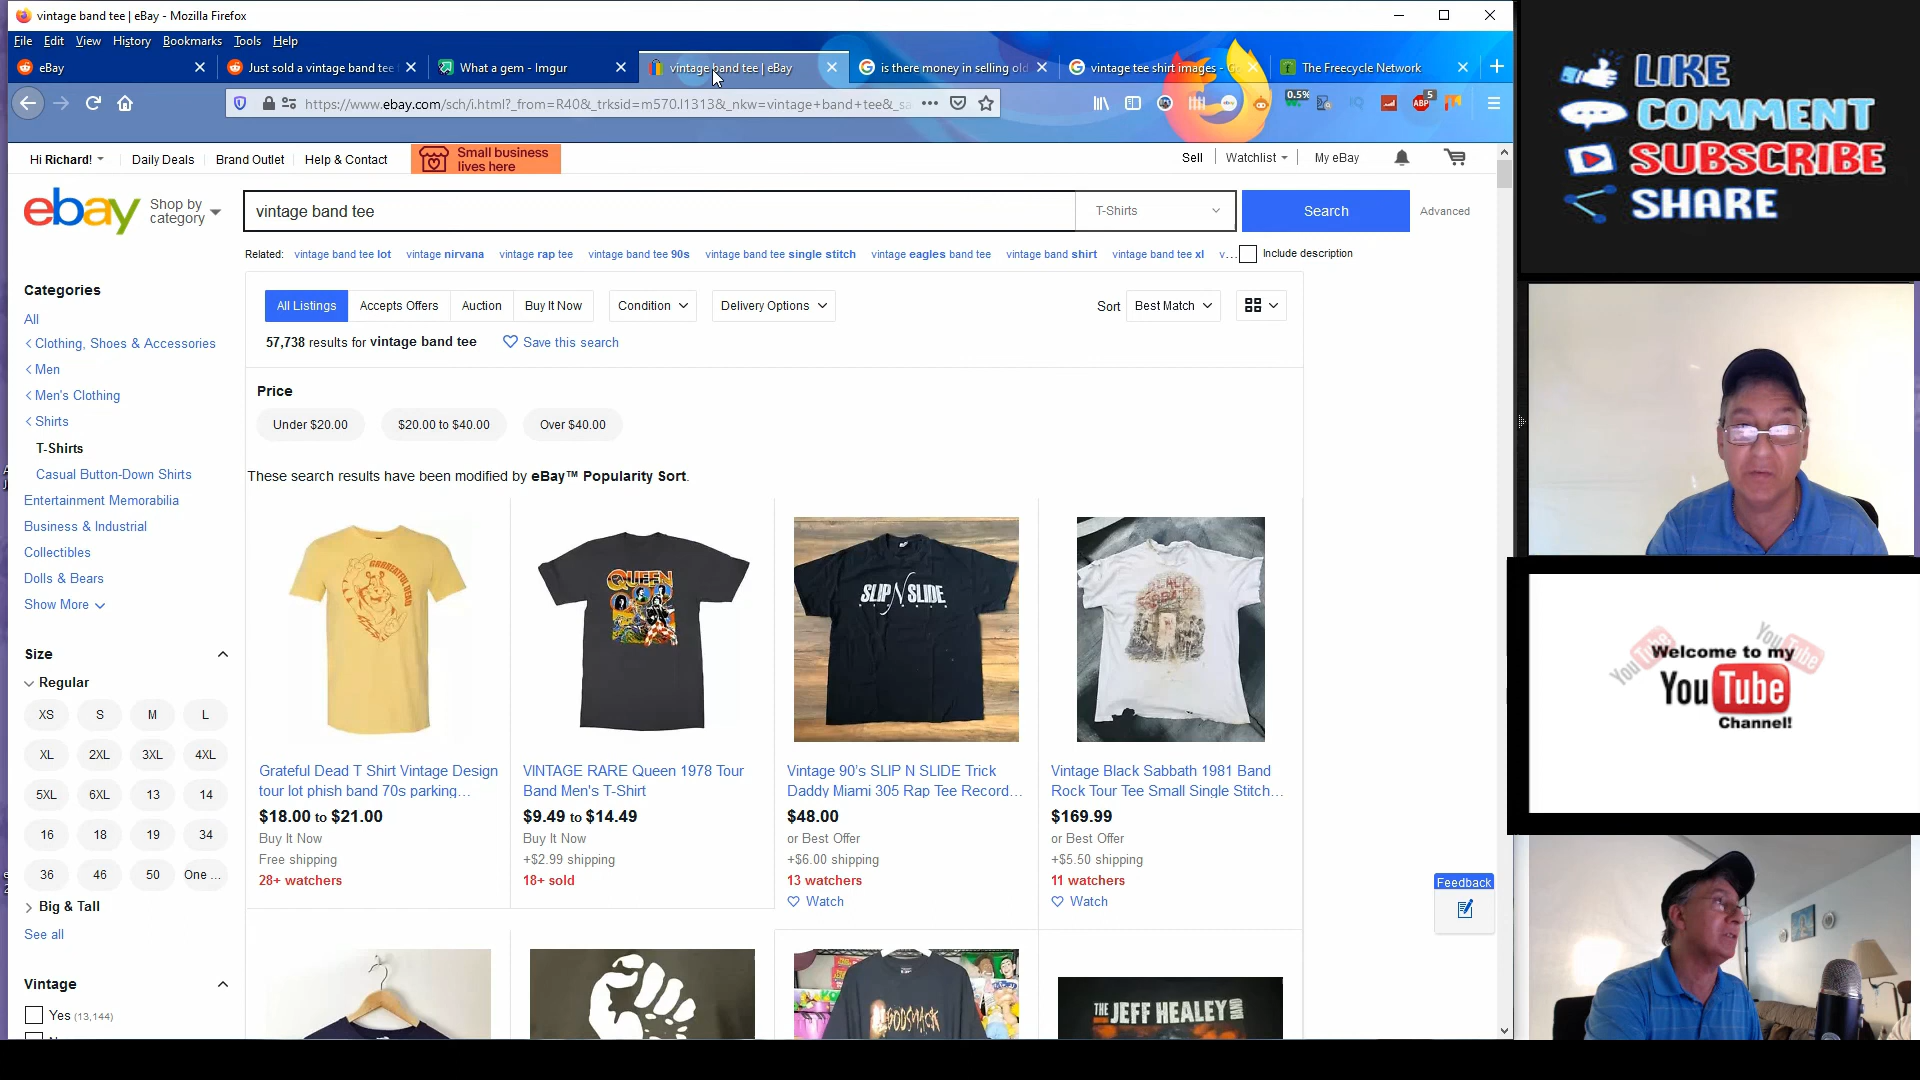 vintage band tee | eBay - Mozilla Firefox
File Edit View History Bookmarks Tools Help
eBay
Just sold a vintage band tee
What a gem - Imgur
vintage band tee | eBay
is there money in selling old
vintage tee shirt images - G
The Freecycle Network
https://www.ebay.com/sch/i.html?_from=R40&_trksid=m570.l1313&_nkw=vintage+band+tee&_sa
0.5%
ABP
5
Hi Richard!
Daily Deals
Brand Outlet
Help & Contact
Small business
lives here
Sell
Watchlist
My eBay
ebay
Shop by
category
vintage band tee
T-Shirts
Search
Advanced
Related: vintage band tee lot vintage nirvana vintage rap tee vintage band tee 90s vintage band tee single stitch vintage eagles band tee vintage band shirt vintage band tee xl v...
Include description
Categories
All
Clothing, Shoes & Accessories
Men
Men's Clothing
Shirts
T-Shirts
Casual Button-Down Shirts
Entertainment Memorabilia
Business & Industrial
Collectibles
Dolls & Bears
Show More
Size
Regular
XS S M L
XL 2XL 3XL 4XL
5XL 6XL 13 14
16 18 19 34
36 46 50 One ...
Big & Tall
See all
Vintage
Yes (13,144)
All Listings Accepts Offers Auction Buy It Now Condition Delivery Options
Sort Best Match
57,738 results for vintage band tee
Save this search
Price
Under $20.00 $20.00 to $40.00 Over $40.00
These search results have been modified by eBay™ Popularity Sort.
GRRREATFUL DEAD
Grateful Dead T Shirt Vintage Design
tour lot phish band 70s parking...
$18.00 to $21.00
Buy It Now
Free shipping
28+ watchers
QUEEN
VINTAGE RARE Queen 1978 Tour
Band Men's T-Shirt
$9.49 to $14.49
Buy It Now
+$2.99 shipping
18+ sold
SLIP N SLIDE
Vintage 90's SLIP N SLIDE Trick
Daddy Miami 305 Rap Tee Record...
$48.00
or Best Offer
+$6.00 shipping
13 watchers
Watch
BLACK
SABBATH
Vintage Black Sabbath 1981 Band
Rock Tour Tee Small Single Stitch...
$169.99
or Best Offer
+$5.50 shipping
11 watchers
Watch
GODSMACK
THE JEFF HEALEY BAND
Feedback
LIKE
COMMENT
SUBSCRIBE
SHARE
YouTube
YouTube
Welcome to my
YouTube
Channel!